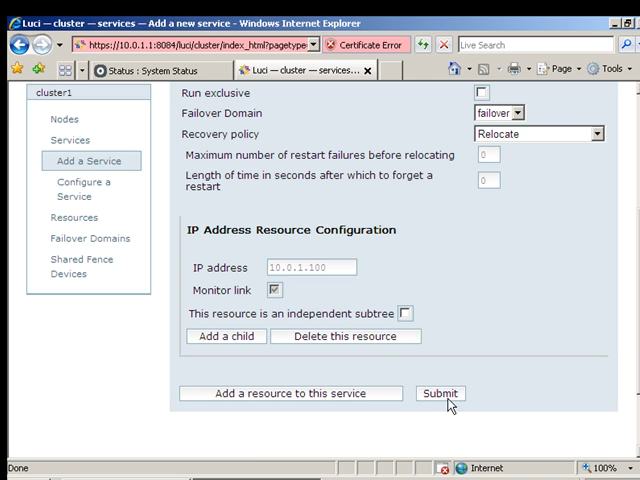 Luci — cluster — services — Add a new service - Windows Internet Explorer
https://10.0.1.1:8084/luci/cluster/index_html?pagetype
Certificate Error
Live Search
Status : System Status
Luci — cluster — services...
Page
Tools
cluster1
Nodes
Services
Add a Service
Configure a
Service
Resources
Failover Domains
Shared Fence
Devices
Run exclusive
Failover Domain
failover
Recovery policy
Relocate
Maximum number of restart failures before relocating
0
Length of time in seconds after which to forget a
restart
0
IP Address Resource Configuration
IP address
10.0.1.100
Monitor link
This resource is an independent subtree
Add a child
Delete this resource
Add a resource to this service
Submit
Done
Internet
100%